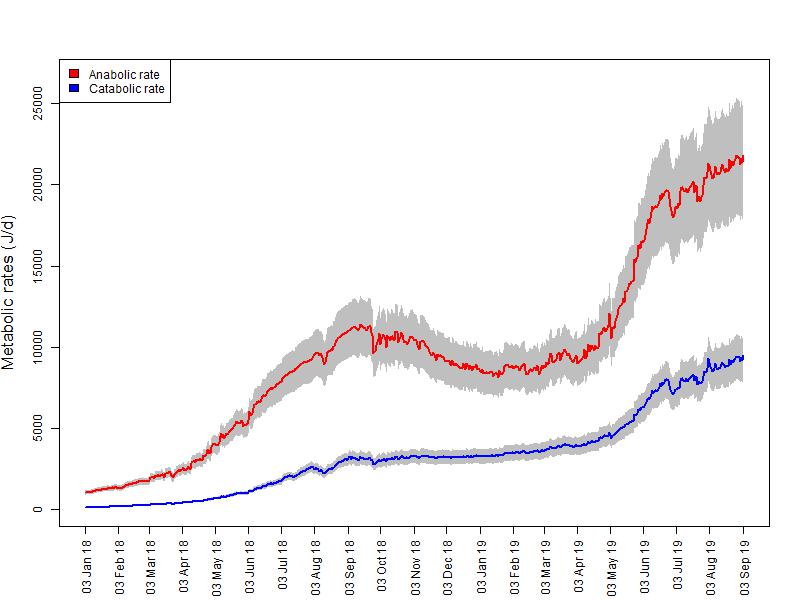 Anabolic rate
Catabolic rate
Metabolic rates (J/d)
25000
20000
15000
10000
5000
0
03 Jan 18
03 Feb 18
03 Mar 18
03 Apr 18
03 May 18
03 Jun 18
03 Jul 18
03 Aug 18
03 Sep 18
03 Oct 18
03 Nov 18
03 Dec 18
03 Jan 19
03 Feb 19
03 Mar 19
03 Apr 19
03 May 19
03 Jun 19
03 Jul 19
03 Aug 19
03 Sep 19